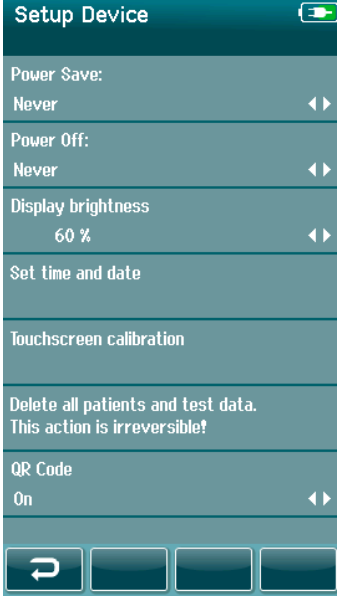 Setup Device
Power Save:
Never
Power Off:
Never
Display brightness
60 %
Set time and date
Touchscreen calibration
Delete all patients and test data.
This action is irreversible!
QR Code
On